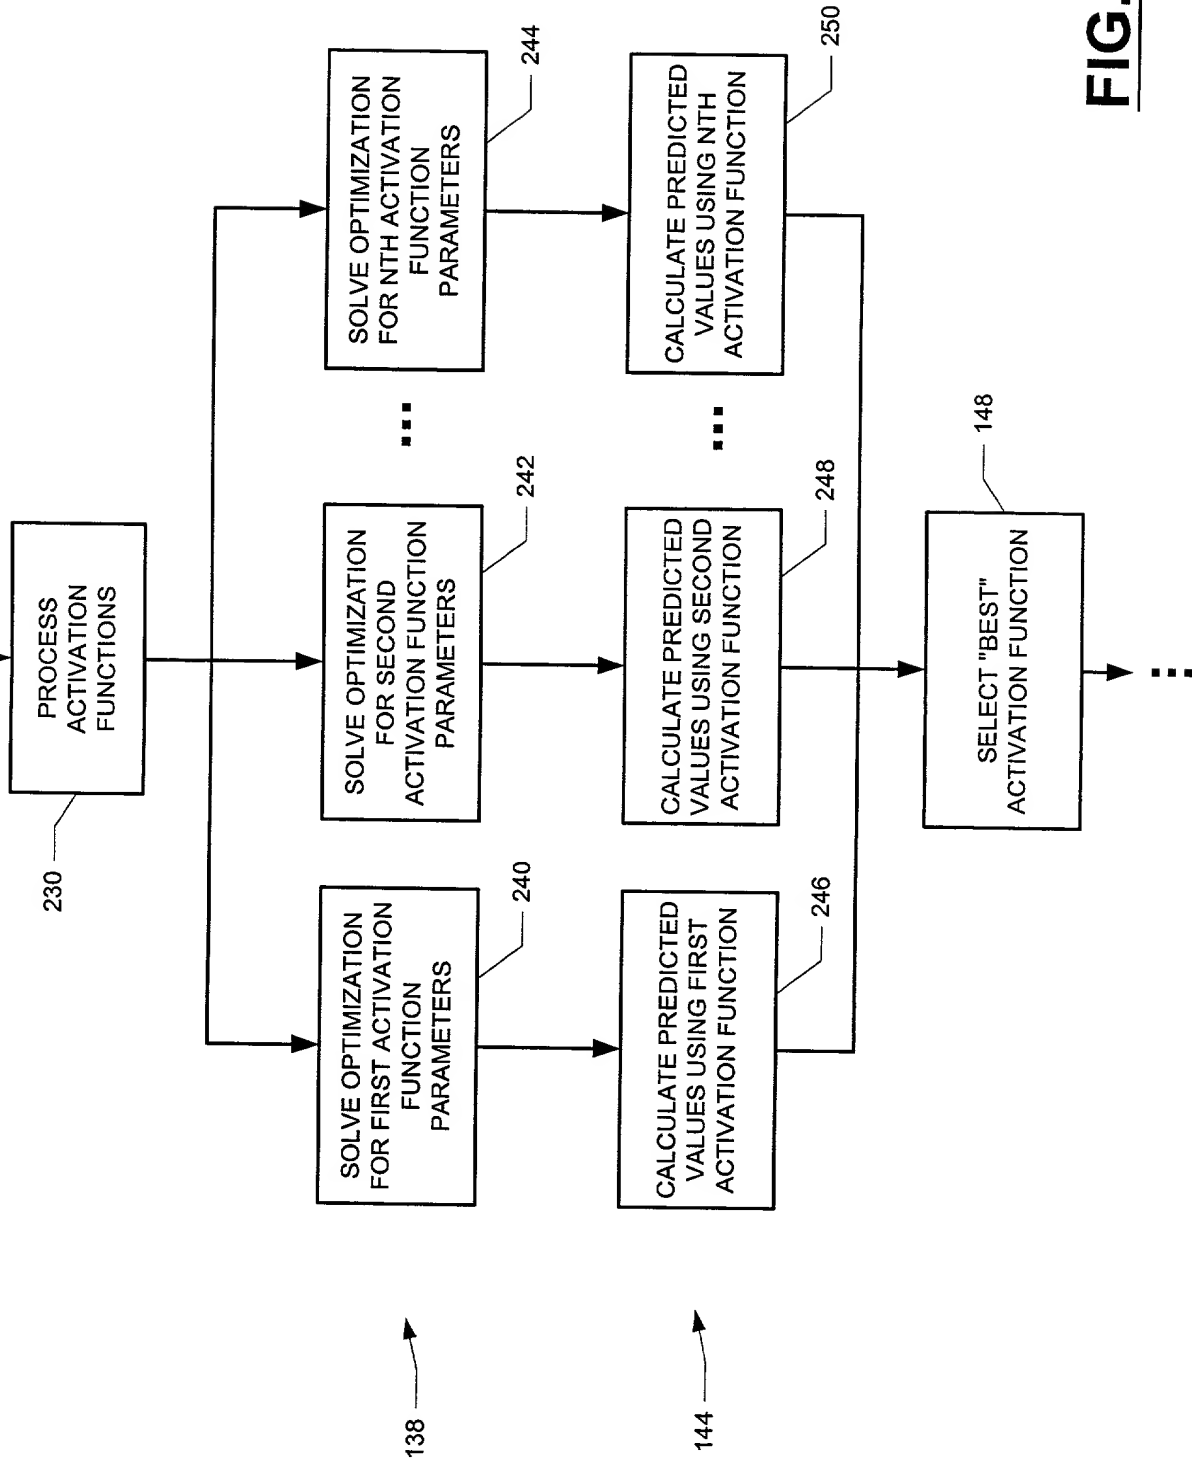 PROCESS
ACTIVATION
FUNCTIONS
230
138
SOLVE OPTIMIZATION
FOR FIRST ACTIVATION
FUNCTION
PARAMETERS
240
SOLVE OPTIMIZATION
FOR SECOND
ACTIVATION FUNCTION
PARAMETERS
242
...
SOLVE OPTIMIZATION
FOR NTH ACTIVATION
FUNCTION
PARAMETERS
244
144
CALCULATE PREDICTED
VALUES USING FIRST
ACTIVATION FUNCTION
246
CALCULATE PREDICTED
VALUES USING SECOND
ACTIVATION FUNCTION
248
...
CALCULATE PREDICTED
VALUES USING NTH
ACTIVATION FUNCTION
250
SELECT "BEST"
ACTIVATION FUNCTION
148
FIG.